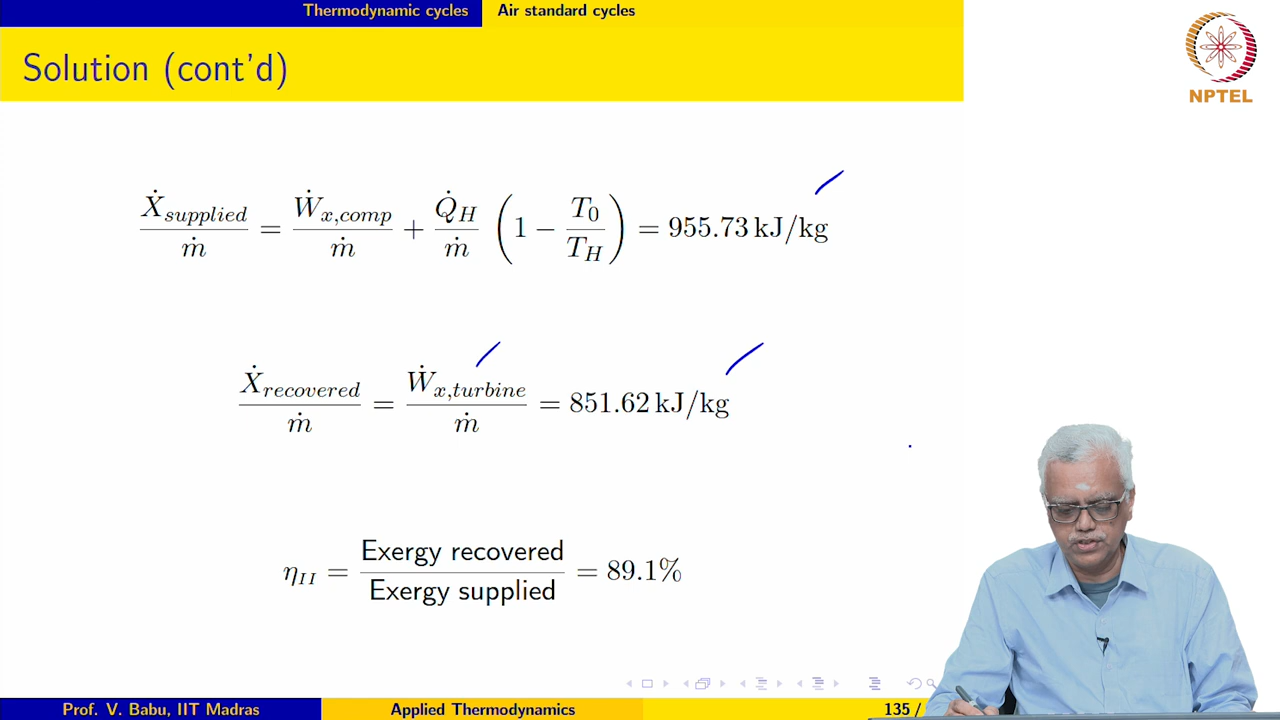 Thermodynamic cycles Air standard cycles
Solution (cont'd)
NPTEL
Ẋ_supplied / ṁ = Ẇ_x,comp / ṁ + Q̇_H / ṁ (1 − T_0 / T_H) = 955.73 kJ/kg
Ẋ_recovered / ṁ = Ẇ_x,turbine / ṁ = 851.62 kJ/kg
η_II = Exergy recovered / Exergy supplied = 89.1%
Prof. V. Babu, IIT Madras Applied Thermodynamics 135 /